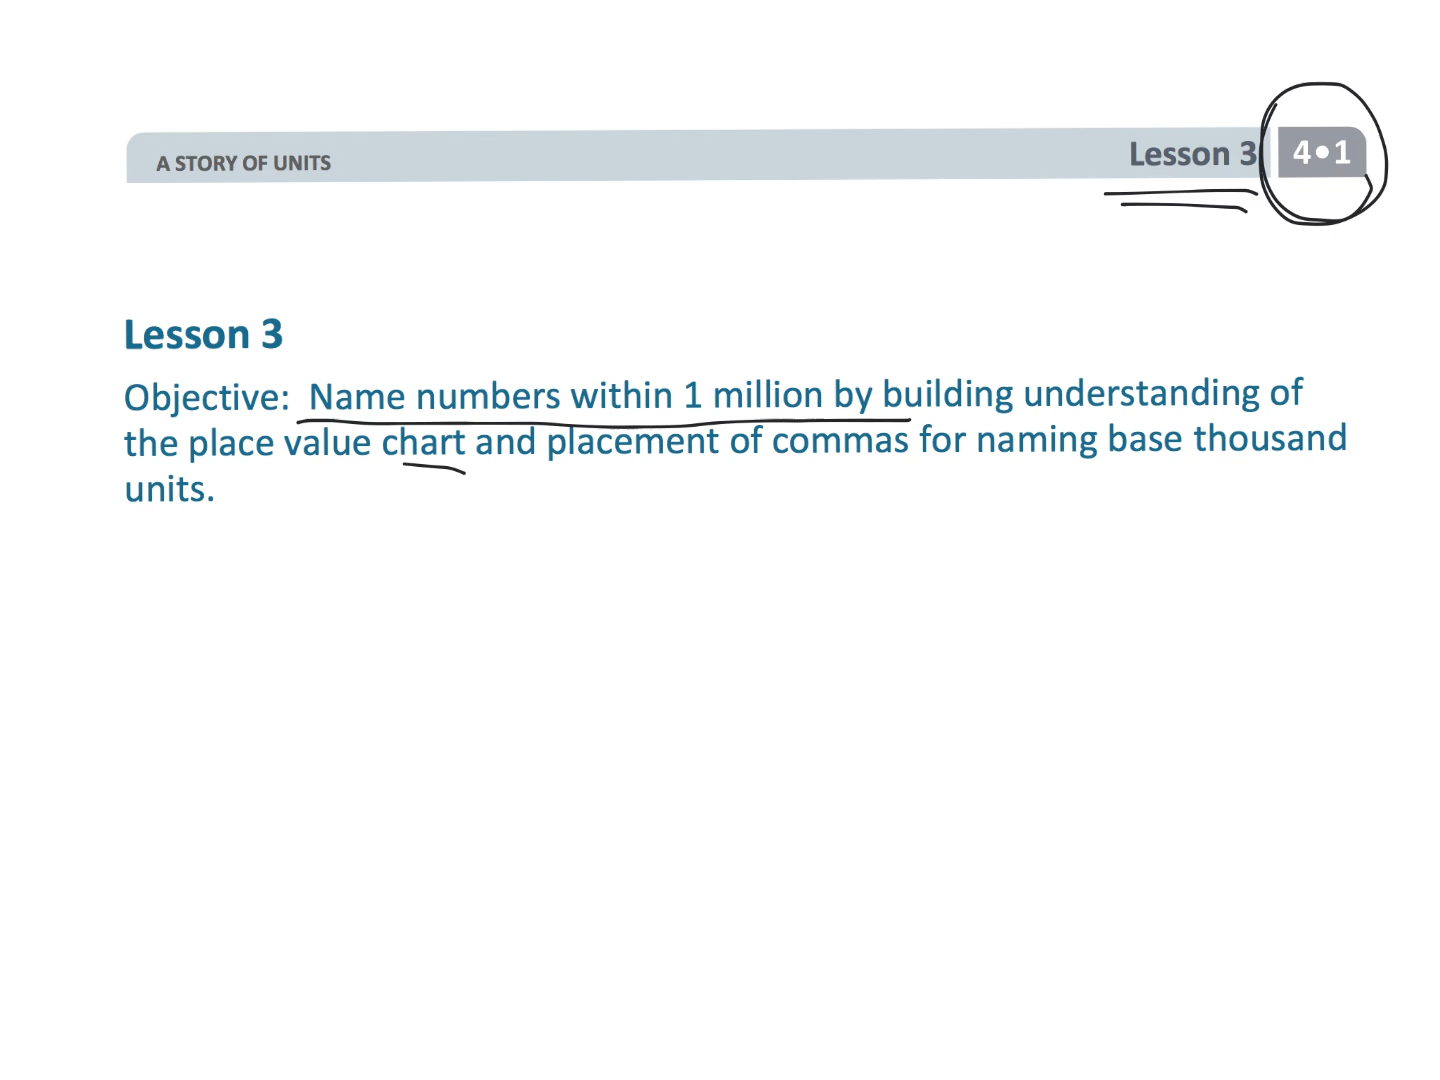 A STORY OF UNITS
Lesson 3
4•1
Lesson 3
Objective: Name numbers within 1 million by building understanding of
the place value chart and placement of commas for naming base thousand
units.